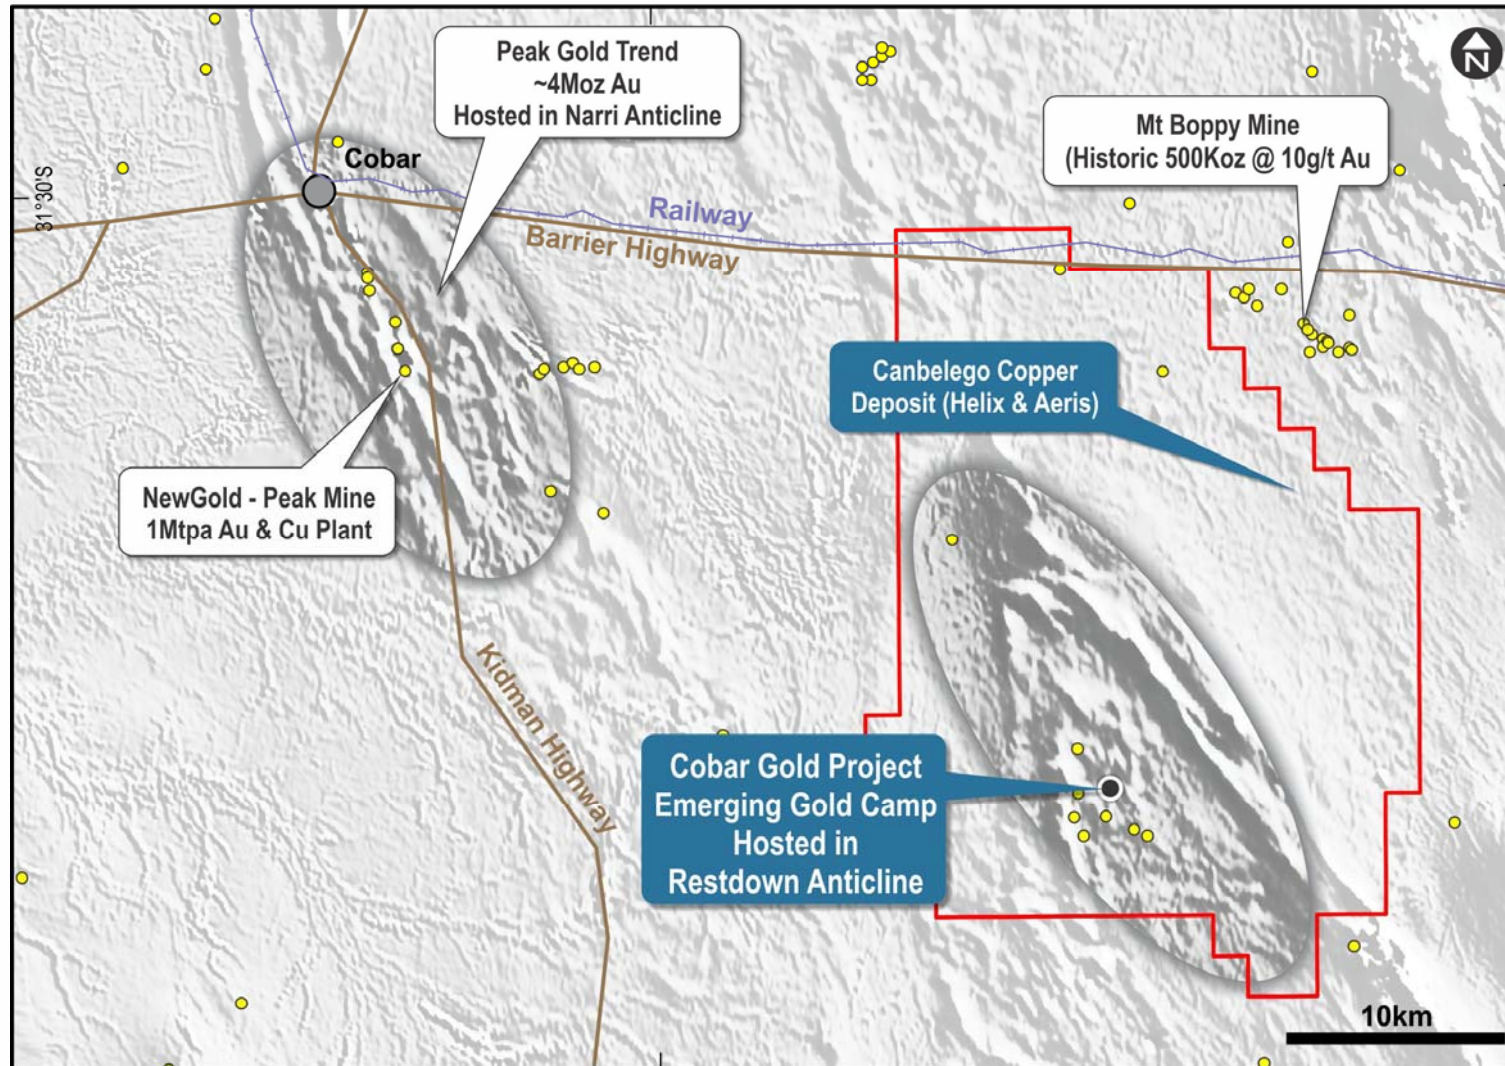 Peak Gold Trend
~4Moz Au
Hosted in Narri Anticline
N
Mt Boppy Mine
(Historic 500Koz @ 10g/t Au
Cobar
31°30'S
Railway
Barrier Highway
Canbelego Copper
Deposit (Helix & Aeris)
NewGold - Peak Mine
1Mtpa Au & Cu Plant
Kidman Highway
Cobar Gold Project
Emerging Gold Camp
Hosted in
Restdown Anticline
10km